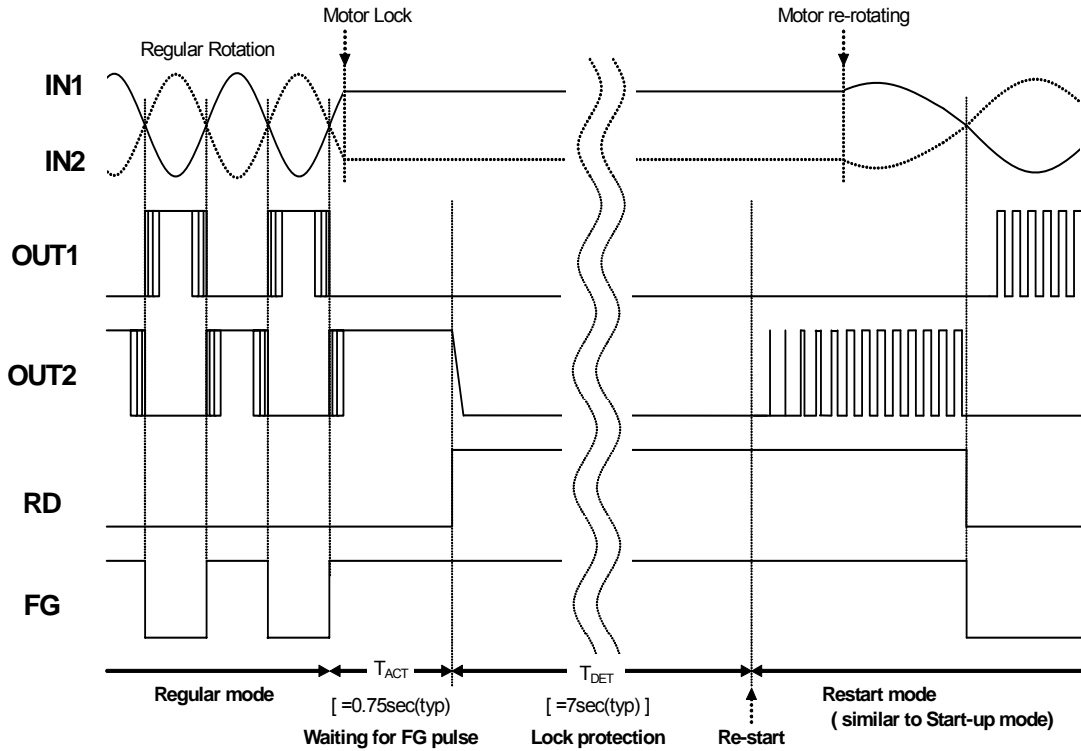 Motor Lock
Motor re-rotating
Regular Rotation
IN1
IN2
OUT1
OUT2
RD
FG
TACT
TDET
Regular mode
[ =0.75sec(typ)
[ =7sec(typ) ]
Restart mode
( similar to Start-up mode)
Waiting for FG pulse
Lock protection
Re-start